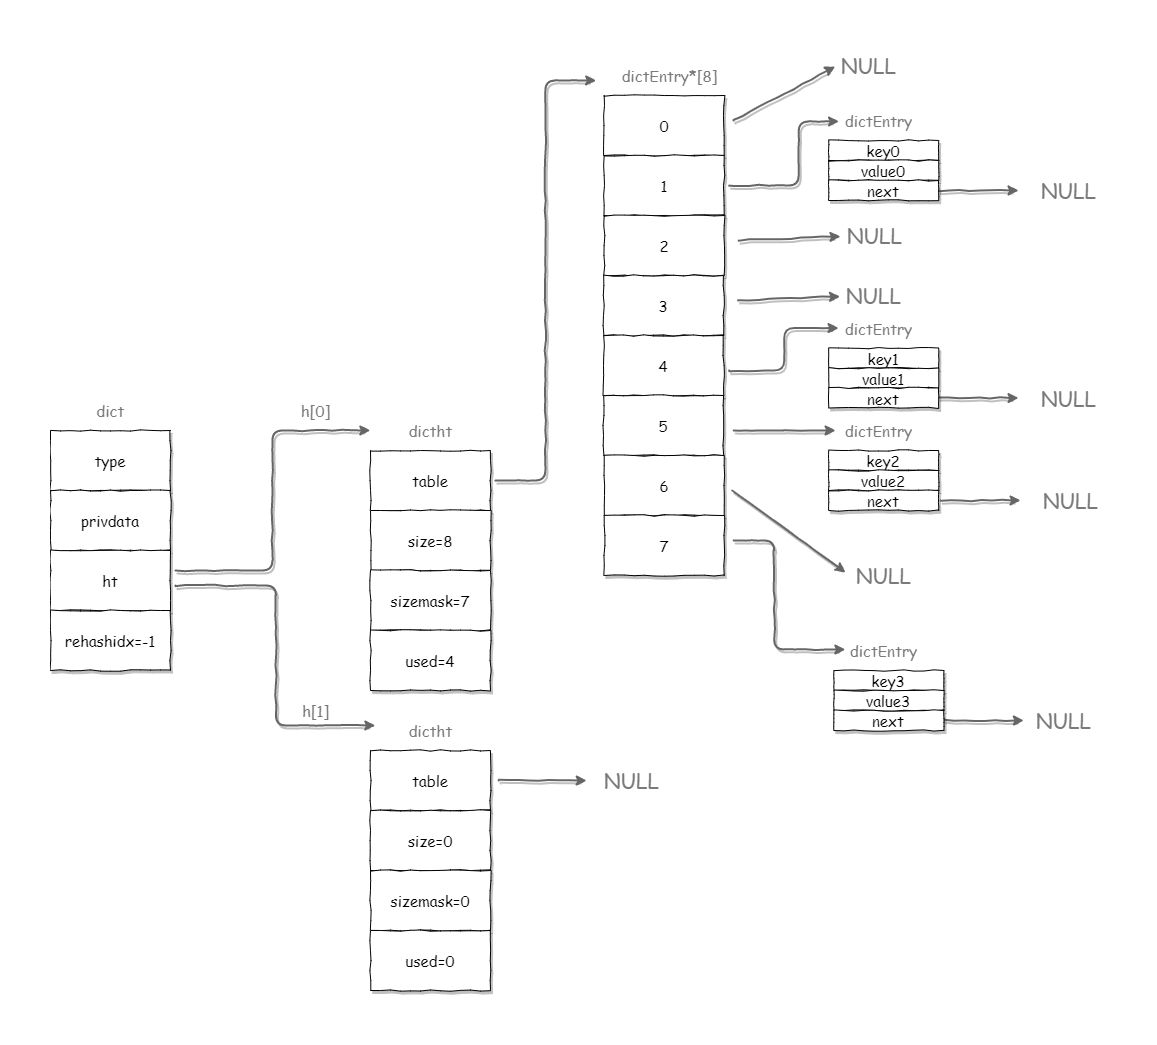 dict
type
privdata
ht
rehashidx=-1
h[0]
h[1]
dictht
table
size=8
sizemask=7
used=4
dictht
table
size=0
sizemask=0
used=0
NULL
dictEntry*[8]
0
1
2
3
4
5
6
7
NULL
dictEntry
key0
value0
next
NULL
NULL
NULL
dictEntry
key1
value1
next
NULL
dictEntry
key2
value2
next
NULL
NULL
dictEntry
key3
value3
next
NULL